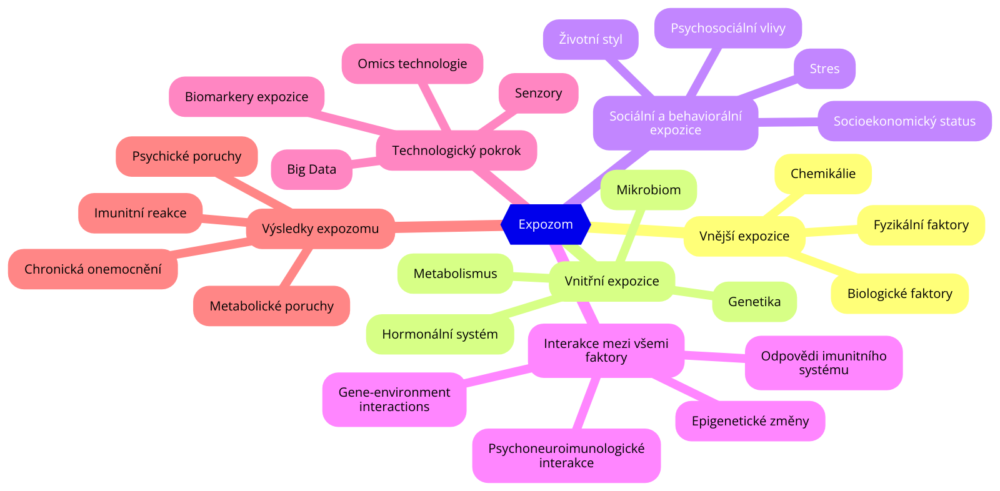 Psychosociální vlivy
Životní styl
Omics technologie
Stres
Senzory
Biomarkery expozice
Sociální a behaviorální
expozice
Socioekonomický status
Technologický pokrok
Psychické poruchy
Big Data
Chemikálie
Mikrobiom
Imunitní reakce
Expozom
Fyzikální faktory
Výsledky expozomu
Vnější expozice
Chronická onemocnění
Metabolismus
Vnitřní expozice
Biologické faktory
Genetika
Metabolické poruchy
Hormonální systém
Interakce mezi všemi
faktory
Odpovědi imunitního
systému
Gene-environment
interactions
Epigenetické změny
Psychoneuroimunologické
interakce